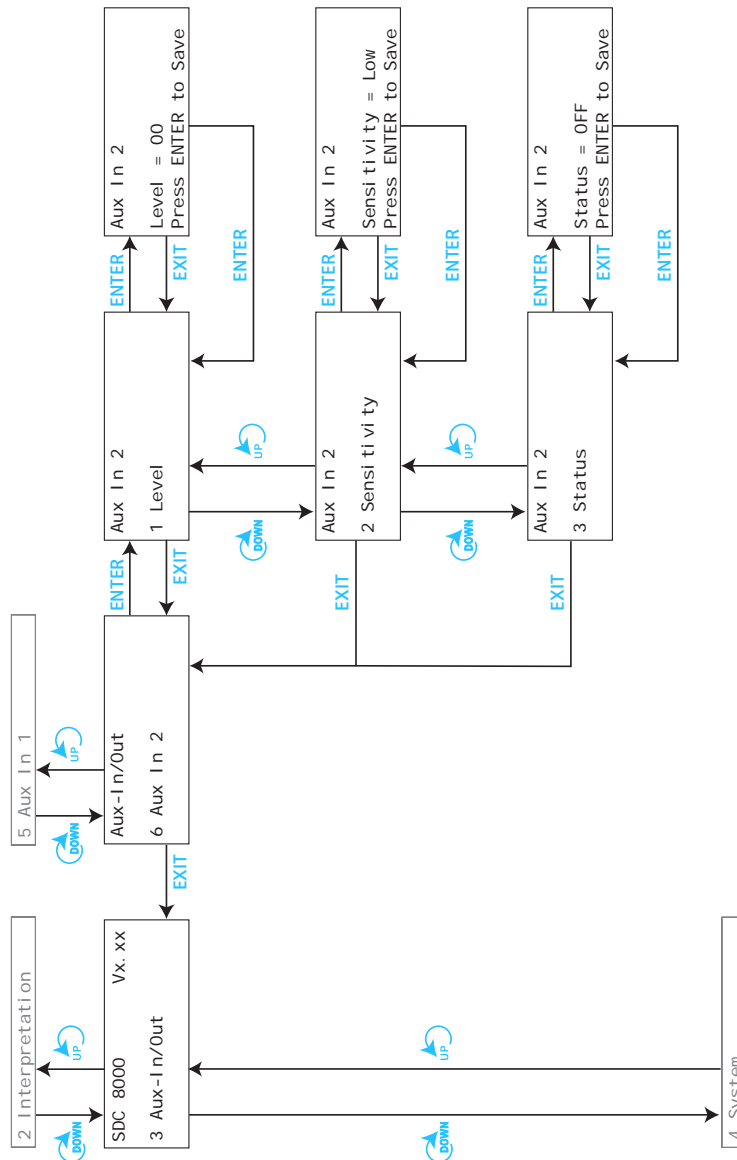 2 Interpretation
DOWN
UP
SDC 8000 Vx.xx
3 Aux-In/Out
DOWN
UP
4 System
EXIT
5 Aux In 1
DOWN
UP
Aux-In/Out
6 Aux In 2
ENTER
EXIT
Aux In 2
1 Level
ENTER
EXIT
Aux In 2
Level = 00
Press ENTER to Save
ENTER
DOWN
UP
EXIT
Aux In 2
2 Sensitivity
ENTER
EXIT
Aux In 2
Sensitivity = Low
Press ENTER to Save
ENTER
DOWN
UP
EXIT
Aux In 2
3 Status
ENTER
EXIT
Aux In 2
Status = OFF
Press ENTER to Save
ENTER